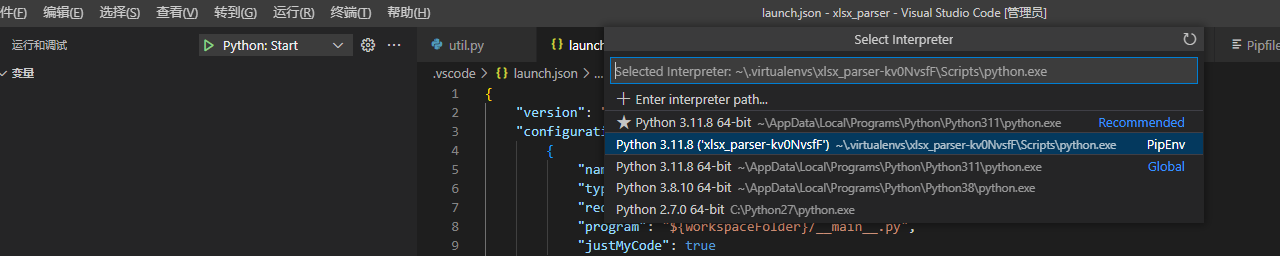 件(F) 编辑(E) 选择(S) 查看(V) 转到(G) 运行(R) 终端(T) 帮助(H) launch.json - xlsx_parser - Visual Studio Code [管理员]
运行和调试 Python: Start ··· util.py {} launc Select Interpreter Pipfile
变量
.vscode > {} launch.json > ... Selected Interpreter: ~\.virtualenvs\xlsx_parser-kv0NvsfF\Scripts\python.exe
1 {
+ Enter interpreter path...
2 "version": "
★ Python 3.11.8 64-bit ~\AppData\Local\Programs\Python\Python311\python.exe Recommended
3 "configurati
Python 3.11.8 ('xlsx_parser-kv0NvsfF') ~\.virtualenvs\xlsx_parser-kv0NvsfF\Scripts\python.exe PipEnv
4 {
Python 3.11.8 64-bit ~\AppData\Local\Programs\Python\Python311\python.exe Global
5 "nam
Python 3.8.10 64-bit ~\AppData\Local\Programs\Python\Python38\python.exe
6 "typ
7 "req
Python 2.7.0 64-bit C:\Python27\python.exe
8 "program": "${workspaceFolder}/__main__.py",
9 "justMyCode": true